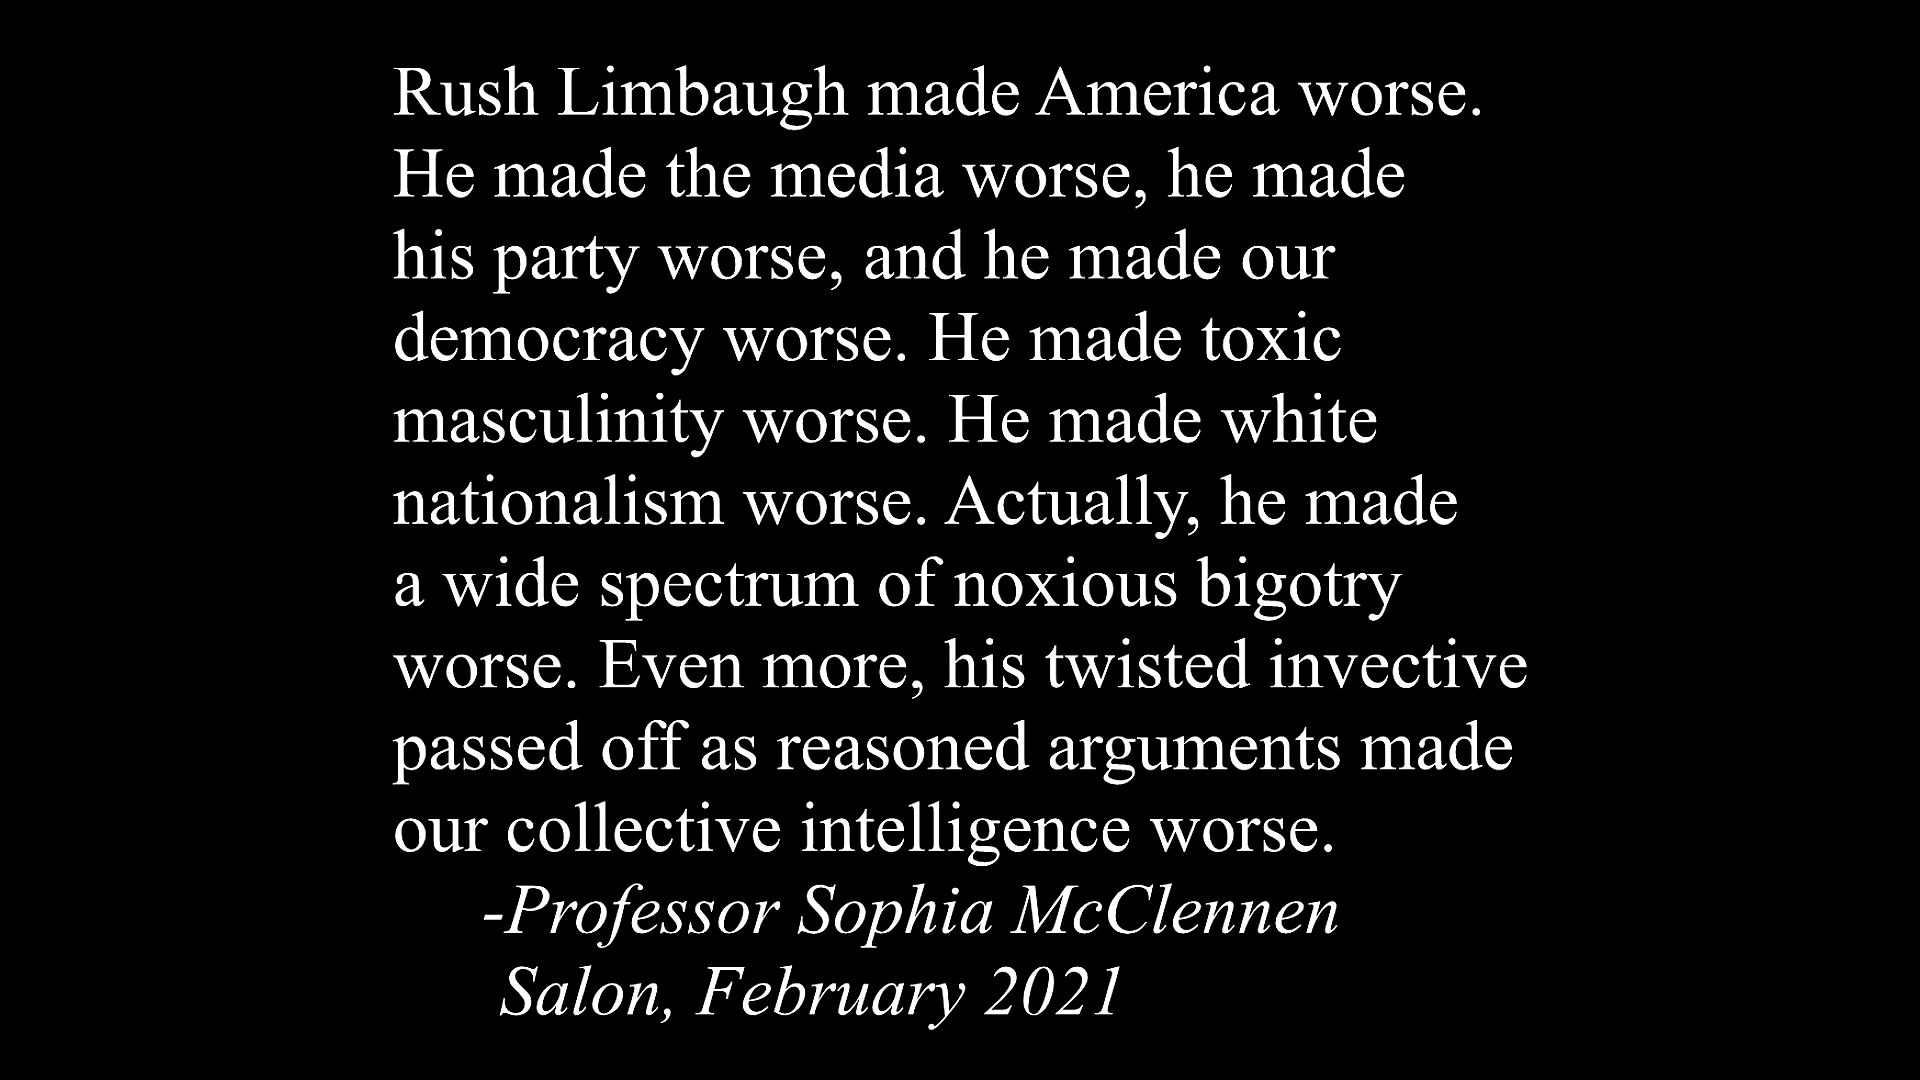 Rush Limbaugh made America worse.
He made the media worse, he made
his party worse, and he made our
democracy worse. He made toxic
masculinity worse. He made white
nationalism worse. Actually, he made
a wide spectrum of noxious bigotry
worse. Even more, his twisted invective
passed off as reasoned arguments made
our collective intelligence worse.
-Professor Sophia McClennen
Salon, February 2021